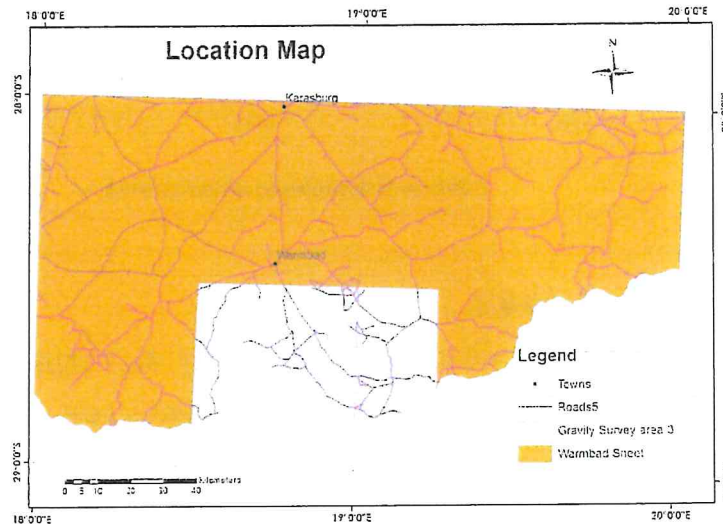 18°0'0"E 19°0'0"E 20°0'0"E
Location Map
N
28°0'0"S
Karasburg
Warmbad
Legend
Towns
Roads5
Gravity Survey area 3
Warmbad Sheet
29°0'0"S
kilometers
0 5 10 20 30 40
18°0'0"E 19°0'0"E 20°0'0"E